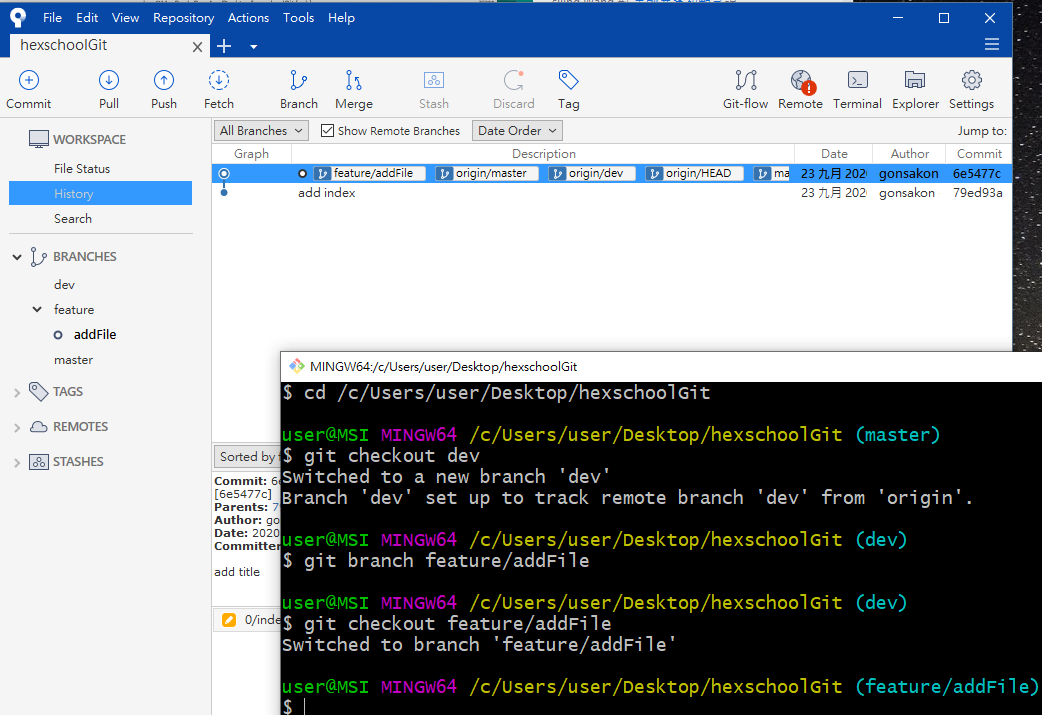 File Edit View Repository Actions Tools Help
hexschoolGit
Commit Pull Push Fetch Branch Merge Stash Discard Tag Git-flow Remote Terminal Explorer Settings
WORKSPACE
File Status
History
Search
BRANCHES
dev
feature
addFile
master
TAGS
REMOTES
STASHES
All Branches Show Remote Branches Date Order Jump to:
Graph Description Date Author Commit
feature/addFile origin/master origin/dev origin/HEAD ma 23 九月 2020 gonsakon 6e5477c
add index 23 九月 2020 gonsakon 79ed93a
Sorted by
Commit: 6e
[6e5477c]
Parents: 7
Author: go
Date: 2020
Committer
add title
0/inde
MINGW64:/c/Users/user/Desktop/hexschoolGit
$ cd /c/Users/user/Desktop/hexschoolGit
user@MSI MINGW64 /c/Users/user/Desktop/hexschoolGit (master)
$ git checkout dev
Switched to a new branch 'dev'
Branch 'dev' set up to track remote branch 'dev' from 'origin'.
user@MSI MINGW64 /c/Users/user/Desktop/hexschoolGit (dev)
$ git branch feature/addFile
user@MSI MINGW64 /c/Users/user/Desktop/hexschoolGit (dev)
$ git checkout feature/addFile
Switched to branch 'feature/addFile'
user@MSI MINGW64 /c/Users/user/Desktop/hexschoolGit (feature/addFile)
$